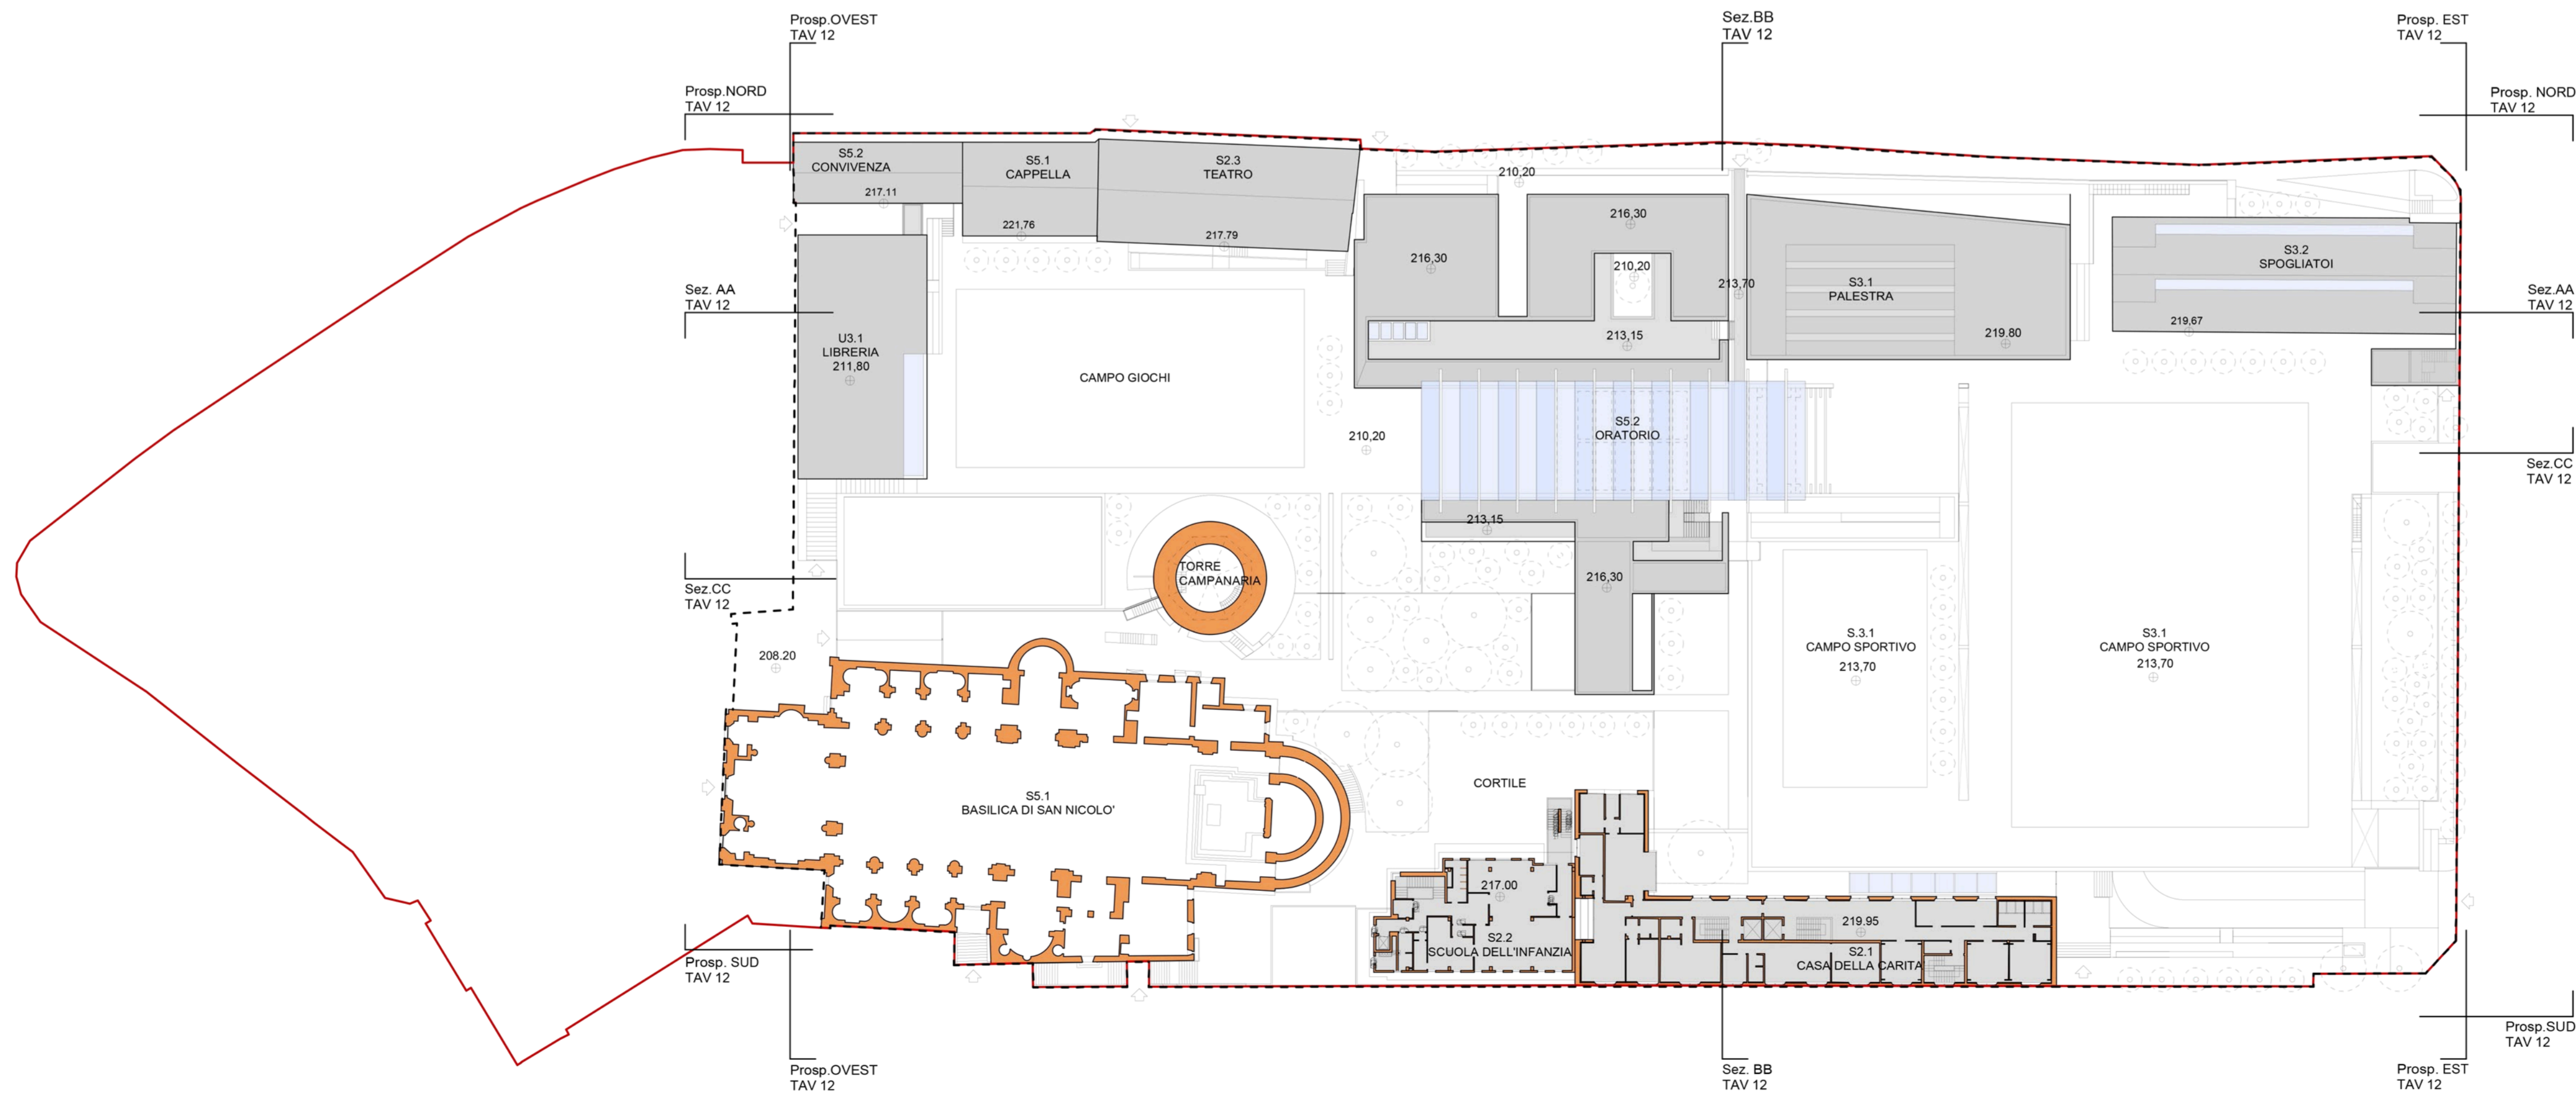 Prosp.OVEST
TAV 12
Sez.BB
TAV 12
Prosp. EST
TAV 12
Prosp.NORD
TAV 12
Prosp. NORD
TAV 12
S5.2
CONVIVENZA
217.11
S5.1
CAPPELLA
221,76
S2.3
TEATRO
217.79
210,20
216,30
216,30
210,20
213,70
213,15
S3.1
PALESTRA
219.80
S3.2
SPOGLIATOI
219,67
Sez. AA
TAV 12
Sez.AA
TAV 12
U3.1
LIBRERIA
211,80
CAMPO GIOCHI
210,20
S5.2
ORATORIO
Sez.CC
TAV 12
213,15
TORRE
CAMPANARIA
216,30
Sez.CC
TAV 12
208.20
S.3.1
CAMPO SPORTIVO
213,70
S3.1
CAMPO SPORTIVO
213,70
S5.1
BASILICA DI SAN NICOLO'
CORTILE
217.00
S2.2
SCUOLA DELL'INFANZIA
219.95
S2.1
CASA DELLA CARITA
Prosp. SUD
TAV 12
Prosp.SUD
TAV 12
Prosp.OVEST
TAV 12
Sez. BB
TAV 12
Prosp. EST
TAV 12